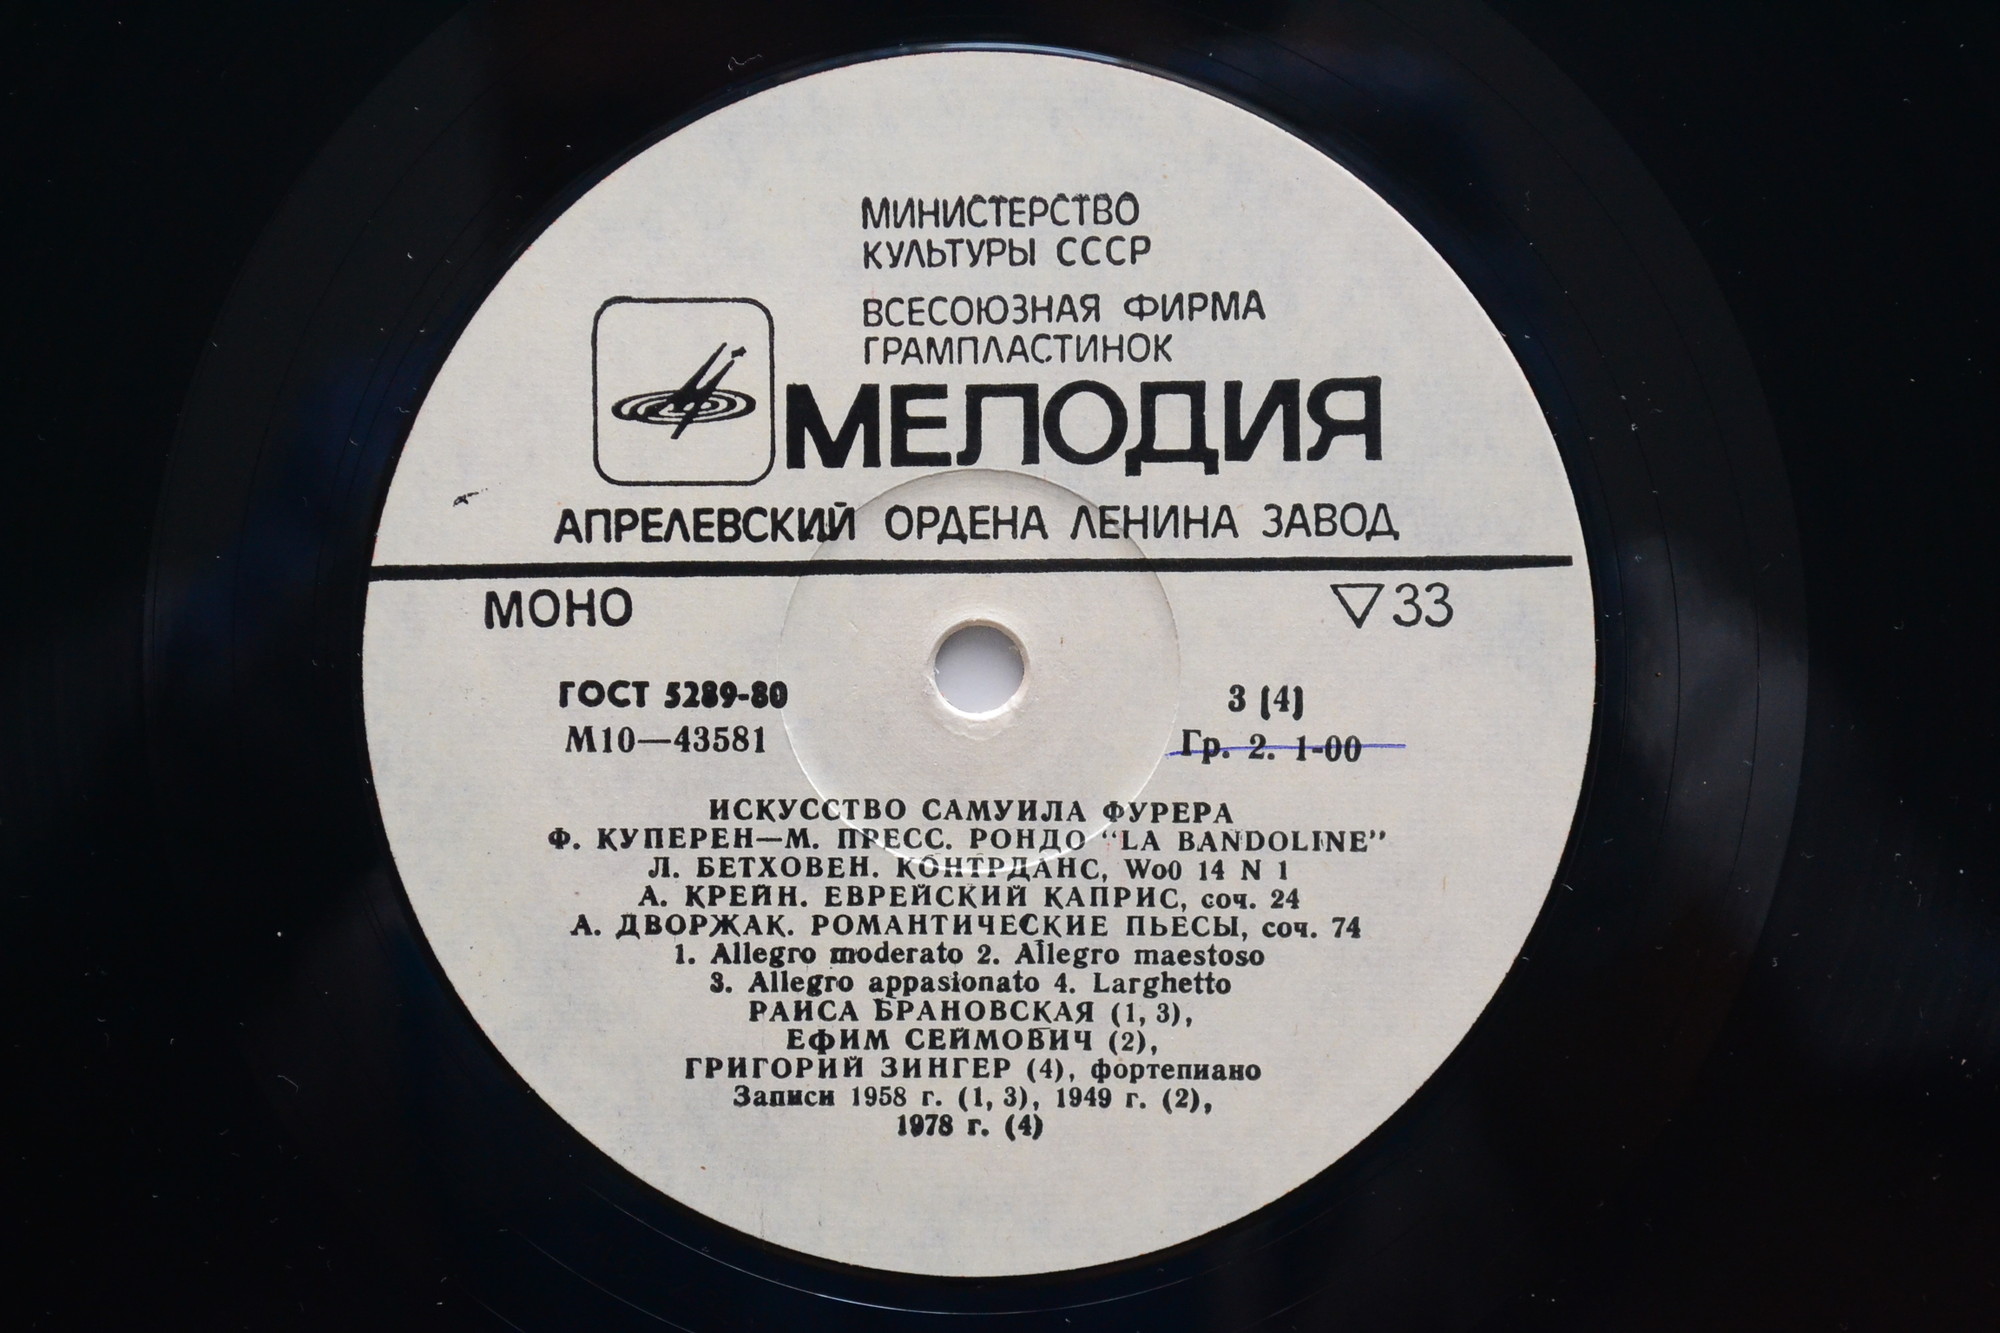 МИНИСТЕРСТВО
КУЛЬТУРЫ СССР
ВСЕСОЮЗНАЯ ФИРМА
ГРАМПЛАСТИНОК
МЕЛОДИЯ
АПРЕЛЕВСКИЙ ОРДЕНА ЛЕНИНА ЗАВОД
МОНО ▽33
ГОСТ 5289-80 3 (4)
М10—43581 Гр. 2. 1-00
ИСКУССТВО САМУИЛА ФУРЕРА
Ф. КУПЕРЕН—М. ПРЕСС. РОНДО “LA BANDOLINE”
Л. БЕТХОВЕН. КОНТРДАНС, WoO 14 N 1
А. КРЕЙН. ЕВРЕЙСКИЙ КАПРИС, соч. 24
А. ДВОРЖАК. РОМАНТИЧЕСКИЕ ПЬЕСЫ, соч. 74
1. Allegro moderato 2. Allegro maestoso
3. Allegro appasionato 4. Larghetto
РАИСА БРАНОВСКАЯ (1, 3),
ЕФИМ СЕЙМОВИЧ (2),
ГРИГОРИЙ ЗИНГЕР (4), фортепиано
Записи 1958 г. (1, 3), 1949 г. (2),
1978 г. (4)